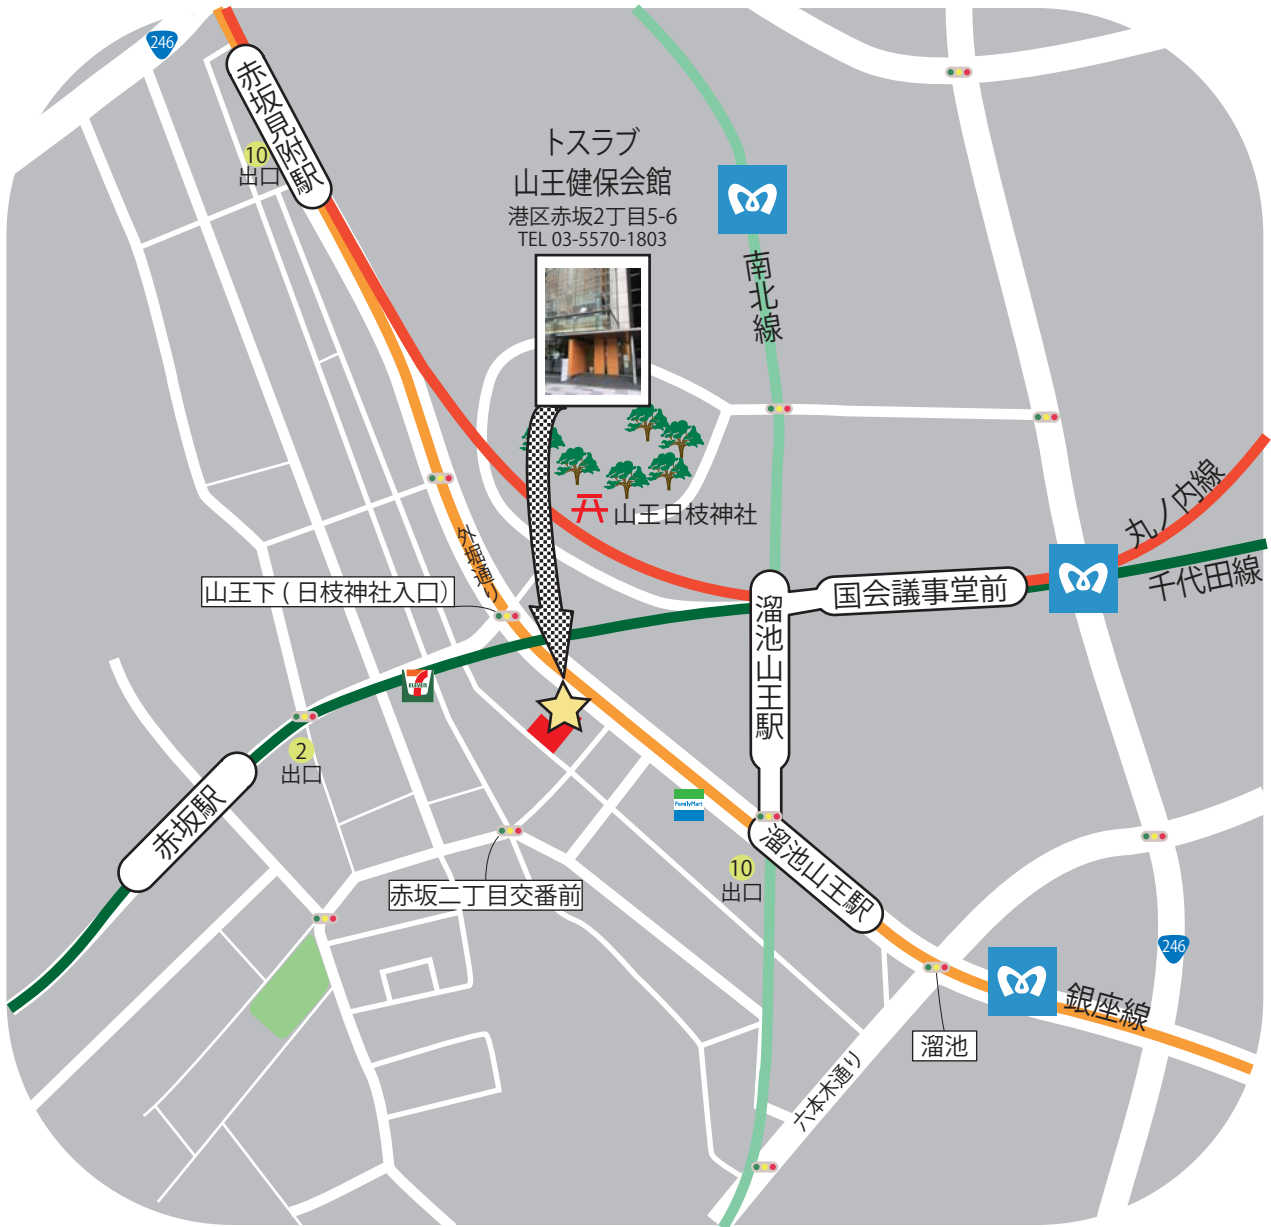 246
赤坂見附駅
10
出口
トスラブ
山王健保会館
港区赤坂2丁目5-6
TEL 03-5570-1803
南北線
山王日枝神社
外堀通り
山王下(日枝神社入口)
丸ノ内線
千代田線
国会議事堂前
溜池山王駅
7
ELEVEN
2
出口
赤坂駅
FamilyMart
溜池山王駅
10
出口
赤坂二丁目交番前
246
銀座線
溜池
六本木通り